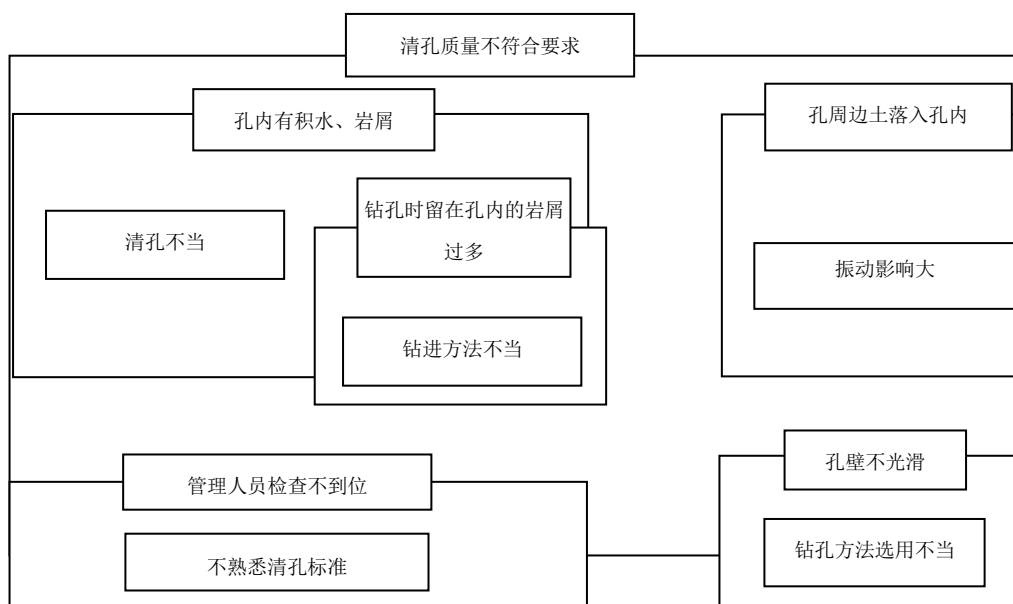 清孔质量不符合要求
孔内有积水、岩屑
孔周边土落入孔内
钻孔时留在孔内的岩屑
过多
清孔不当
振动影响大
钻进方法不当
管理人员检查不到位
孔壁不光滑
不熟悉清孔标准
钻孔方法选用不当